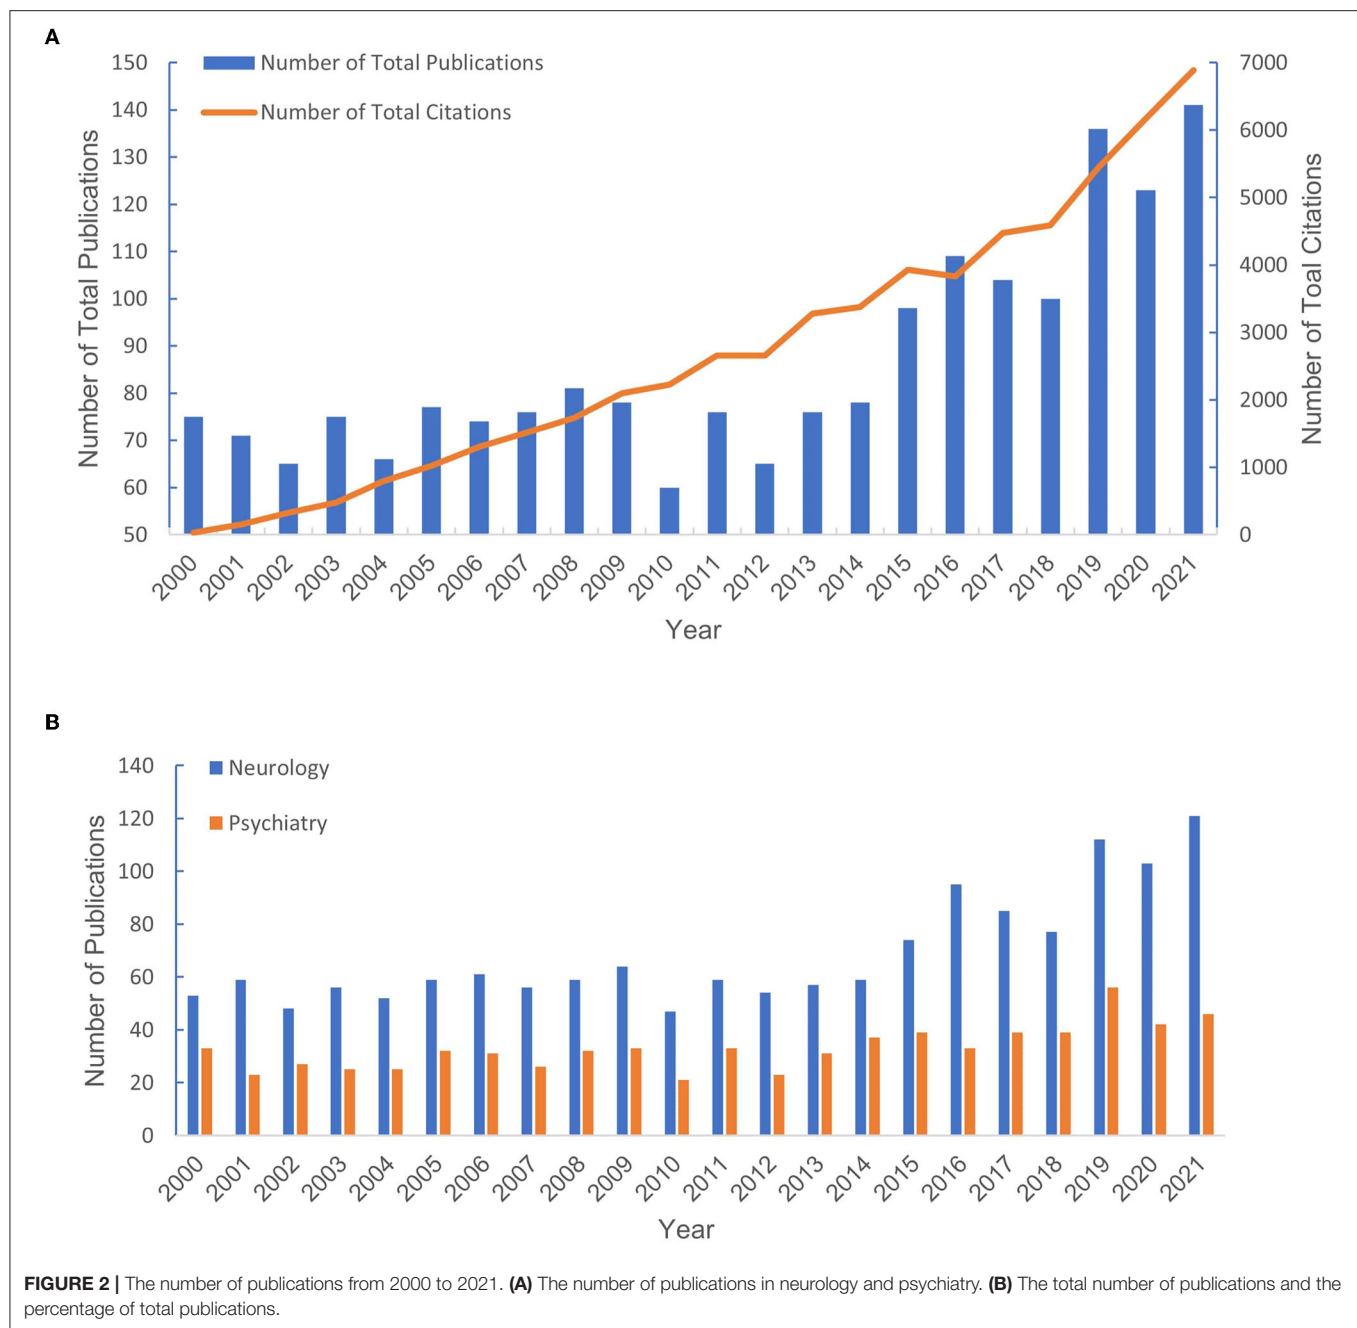 A
Number of Total Publications
Number of Total Citations
150
140
130
120
110
100
90
80
70
60
50
Number of Total Publications
7000
6000
5000
4000
3000
2000
1000
0
Number of Toal Citations
2000 2001 2002 2003 2004 2005 2006 2007 2008 2009 2010 2011 2012 2013 2014 2015 2016 2017 2018 2019 2020 2021
Year
B
Neurology
Psychiatry
140
120
100
80
60
40
20
0
Number of Publications
2000 2001 2002 2003 2004 2005 2006 2007 2008 2009 2010 2011 2012 2013 2014 2015 2016 2017 2018 2019 2020 2021
Year
FIGURE 2 | The number of publications from 2000 to 2021. (A) The number of publications in neurology and psychiatry. (B) The total number of publications and the
percentage of total publications.